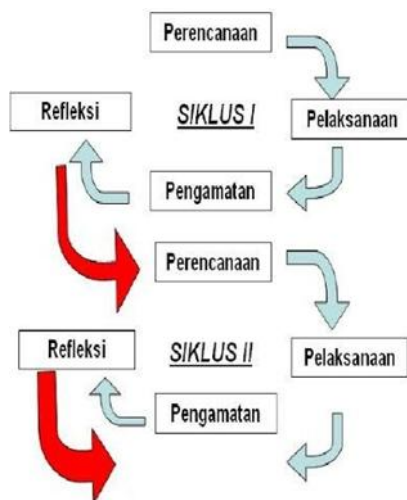 Perencanaan
Refleksi
SIKLUS I
Pelaksanaan
Pengamatan
Perencanaan
Refleksi
SIKLUS II
Pelaksanaan
Pengamatan